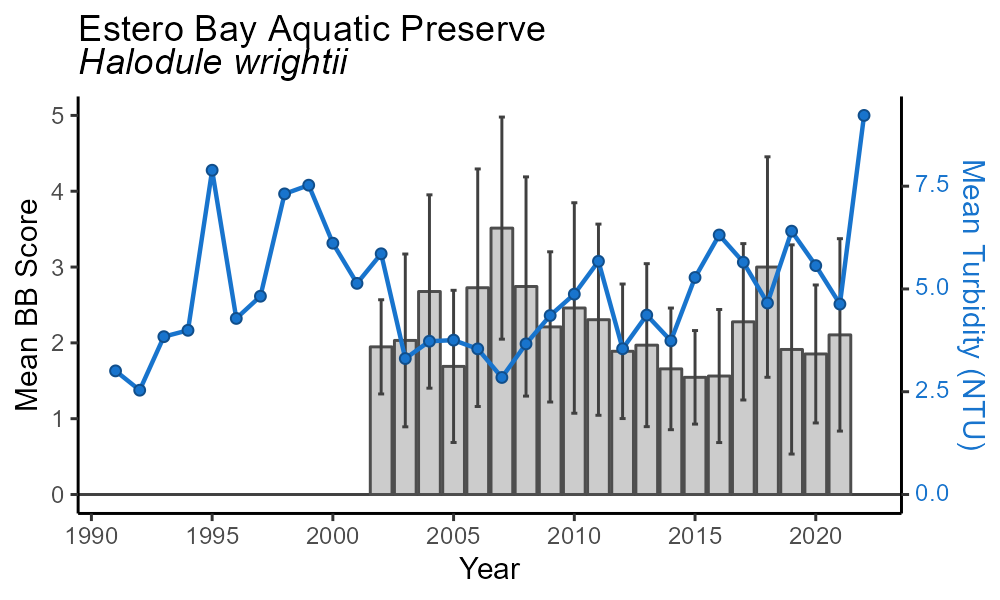 Estero Bay Aquatic Preserve
Halodule wrightii
Mean BB Score
5
4
3
2
1
0
7.5
5.0
2.5
0.0
Mean Turbidity (NTU)
1990 1995 2000 2005 2010 2015 2020
Year